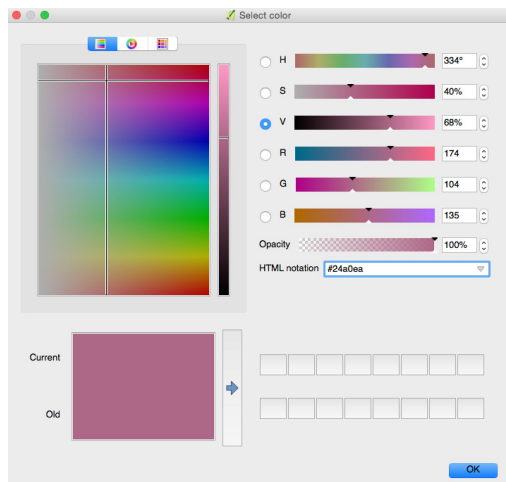 Select color
H 334°
S 40%
V 68%
R 174
G 104
B 135
Opacity 100%
HTML notation #24a0ea
Current
Old
OK